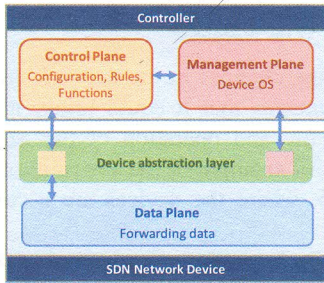 Controller
Control Plane
Configuration, Rules,
Functions
Management Plane
Device OS
Device abstraction layer
Data Plane
Forwarding data
SDN Network Device